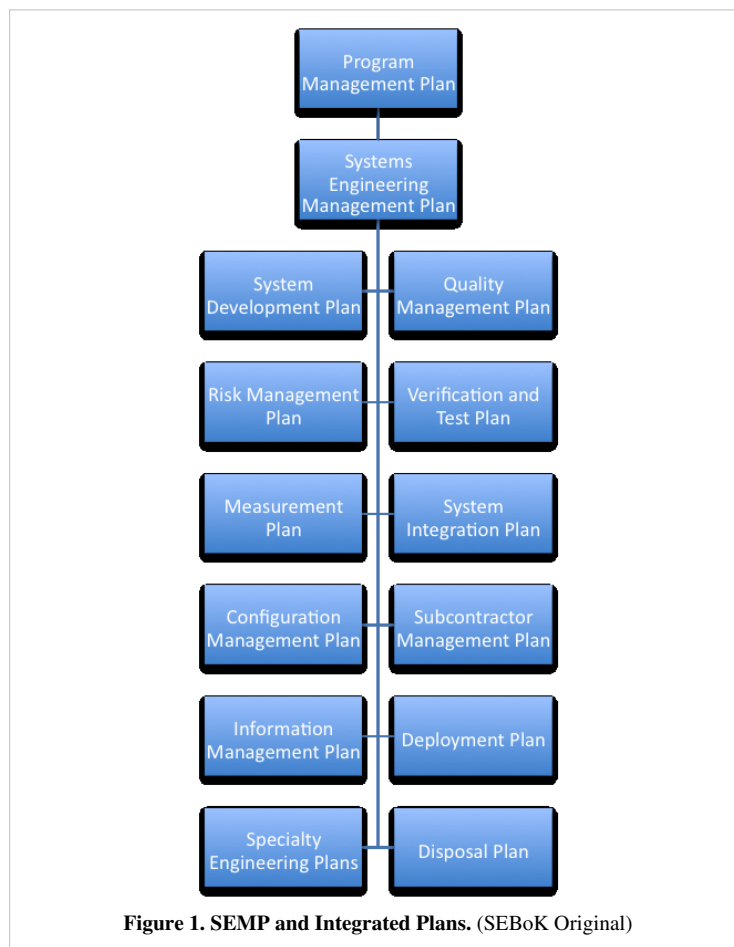 Program
Management Plan
Systems
Engineering
Management Plan
System
Development Plan
Quality
Management Plan
Risk Management
Plan
Verification and
Test Plan
Measurement
Plan
System
Integration Plan
Configuration
Management Plan
Subcontractor
Management Plan
Information
Management Plan
Deployment Plan
Specialty
Engineering Plans
Disposal Plan
Figure 1. SEMP and Integrated Plans. (SEBoK Original)